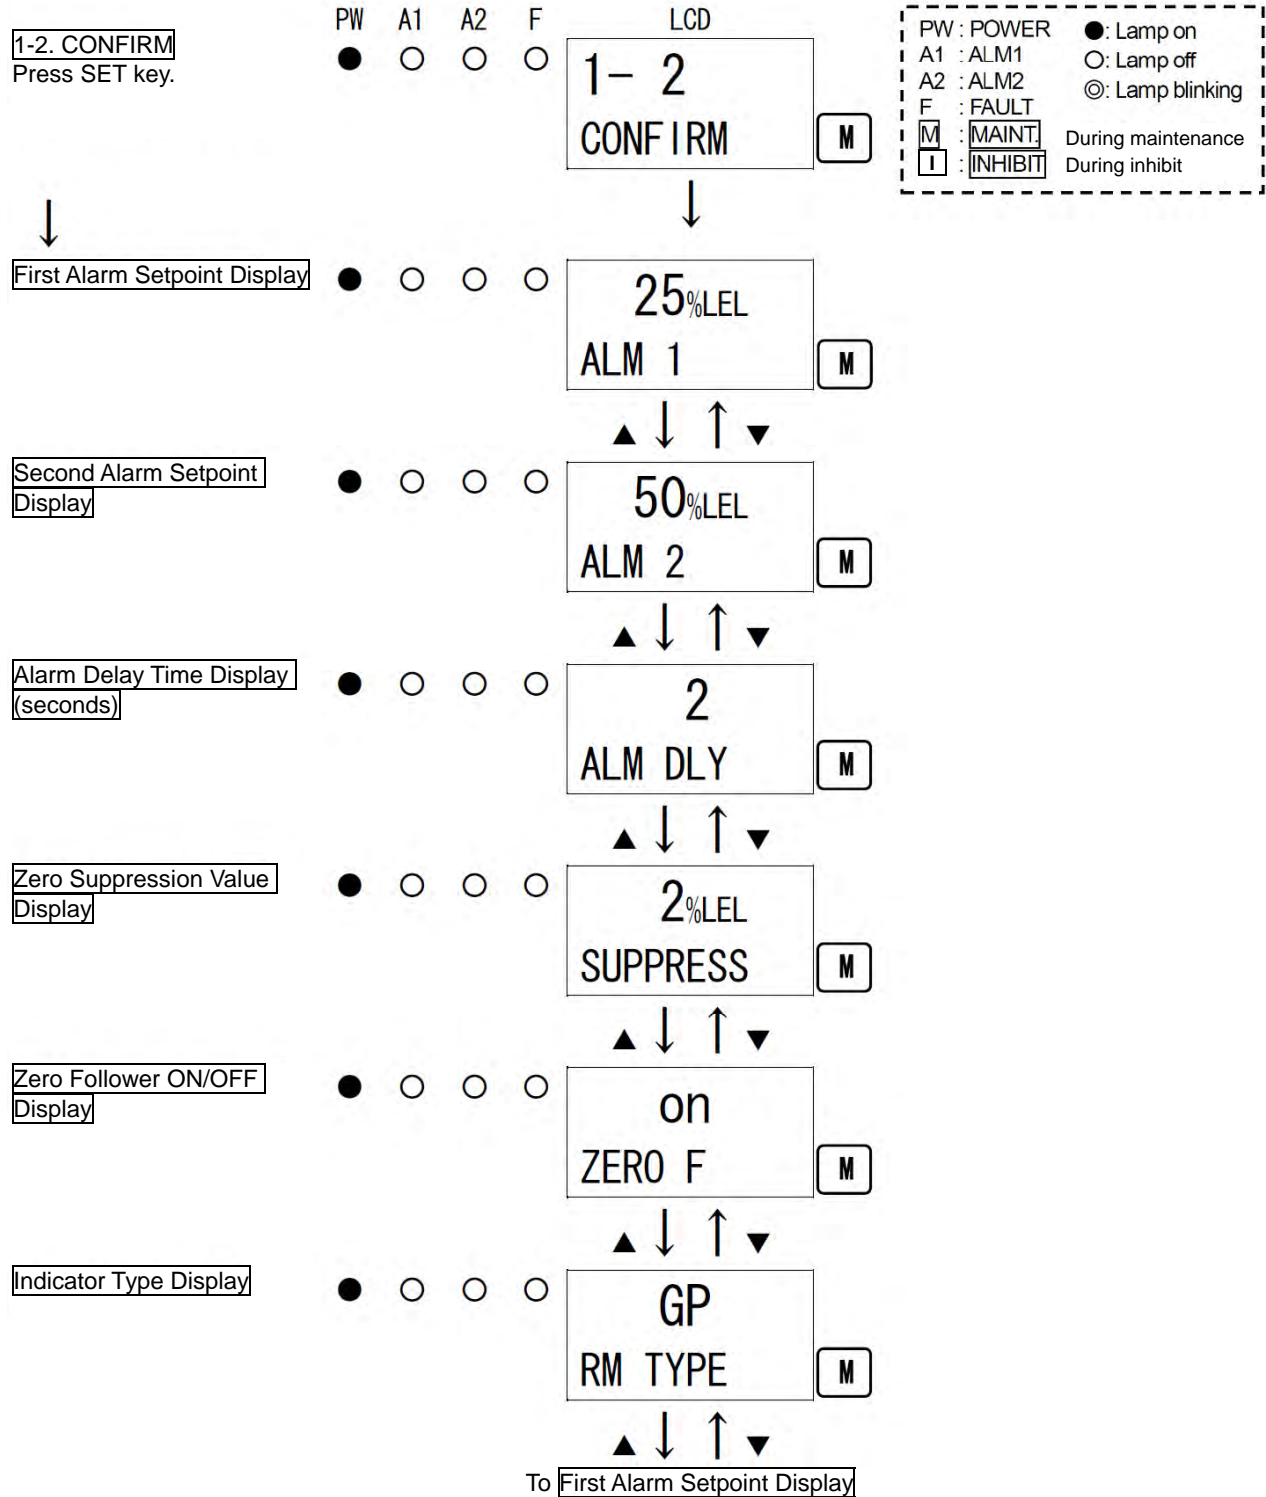 PW A1 A2 F LCD
1-2. CONFIRM
Press SET key.
● ○ ○ ○
1- 2
CONFIRM
M
PW : POWER ●: Lamp on
A1 : ALM1 ○: Lamp off
A2 : ALM2 ◎: Lamp blinking
F : FAULT
M : MAINT. During maintenance
I : INHIBIT During inhibit
↓ ↓
First Alarm Setpoint Display ● ○ ○ ○
25%LEL
ALM 1
M
▲ ↓ ↑ ▼
Second Alarm Setpoint
Display
● ○ ○ ○
50%LEL
ALM 2
M
▲ ↓ ↑ ▼
Alarm Delay Time Display
(seconds)
● ○ ○ ○
2
ALM DLY
M
▲ ↓ ↑ ▼
Zero Suppression Value
Display
● ○ ○ ○
2%LEL
SUPPRESS
M
▲ ↓ ↑ ▼
Zero Follower ON/OFF
Display
● ○ ○ ○
on
ZERO F
M
▲ ↓ ↑ ▼
Indicator Type Display ● ○ ○ ○
GP
RM TYPE
M
▲ ↓ ↑ ▼
To First Alarm Setpoint Display